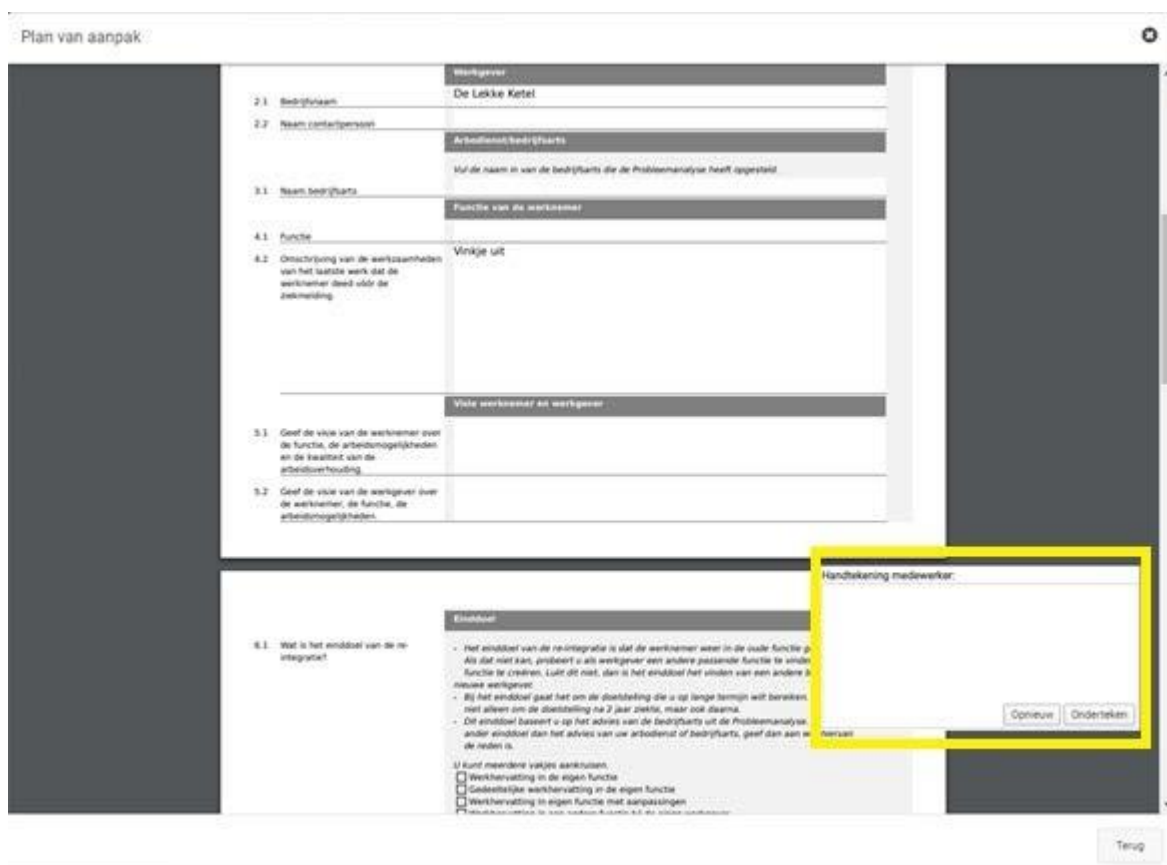 Plan van aanpak
Werkgever
2.1 Bedrijfsnaam De Lekke Ketel
2.2 Naam contactpersoon
Arbodienst/bedrijfsarts
Vul de naam in van de bedrijfsarts die de Probleemanalyse heeft opgesteld.
3.1 Naam bedrijfsarts
Functie van de werknemer
4.1 Functie
4.2 Omschrijving van de werkzaamheden
van het laatste werk dat de
werknemer deed vóór de
ziekmelding.
Vinkje uit
Visie werknemer en werkgever
5.1 Geef de visie van de werknemer over
de functie, de arbeidsmogelijkheden
en de kwaliteit van de
arbeidsverhouding.
5.2 Geef de visie van de werkgever over
de werknemer, de functie, de
arbeidsmogelijkheden.
Handtekening medewerker:
Opnieuw Onderteken
Einddoel
6.1 Wat is het einddoel van de re-
integratie?
- Het einddoel van de re-integratie is dat de werknemer weer in de oude functie
Als dat niet kan, probeert u als werkgever een andere passende functie te vinden
functie te creëren. Lukt dit niet, dan is het einddoel het vinden van een andere
nieuwe werkgever.
- Bij het einddoel gaat het om de doelstelling die u op lange termijn wilt bereiken.
niet alleen om de doelstelling na 2 jaar ziekte, maar ook daarna.
- Dit einddoel baseert u op het advies van de bedrijfsarts uit de Probleemanalyse.
ander einddoel dan het advies van uw arbodienst of bedrijfsarts, geef dan aan hiervan
de reden is.
U kunt meerdere vakjes aankruisen.
Werkhervatting in de eigen functie
Gedeeltelijke werkhervatting in de eigen functie
Werkhervatting in eigen functie met aanpassingen
Terug